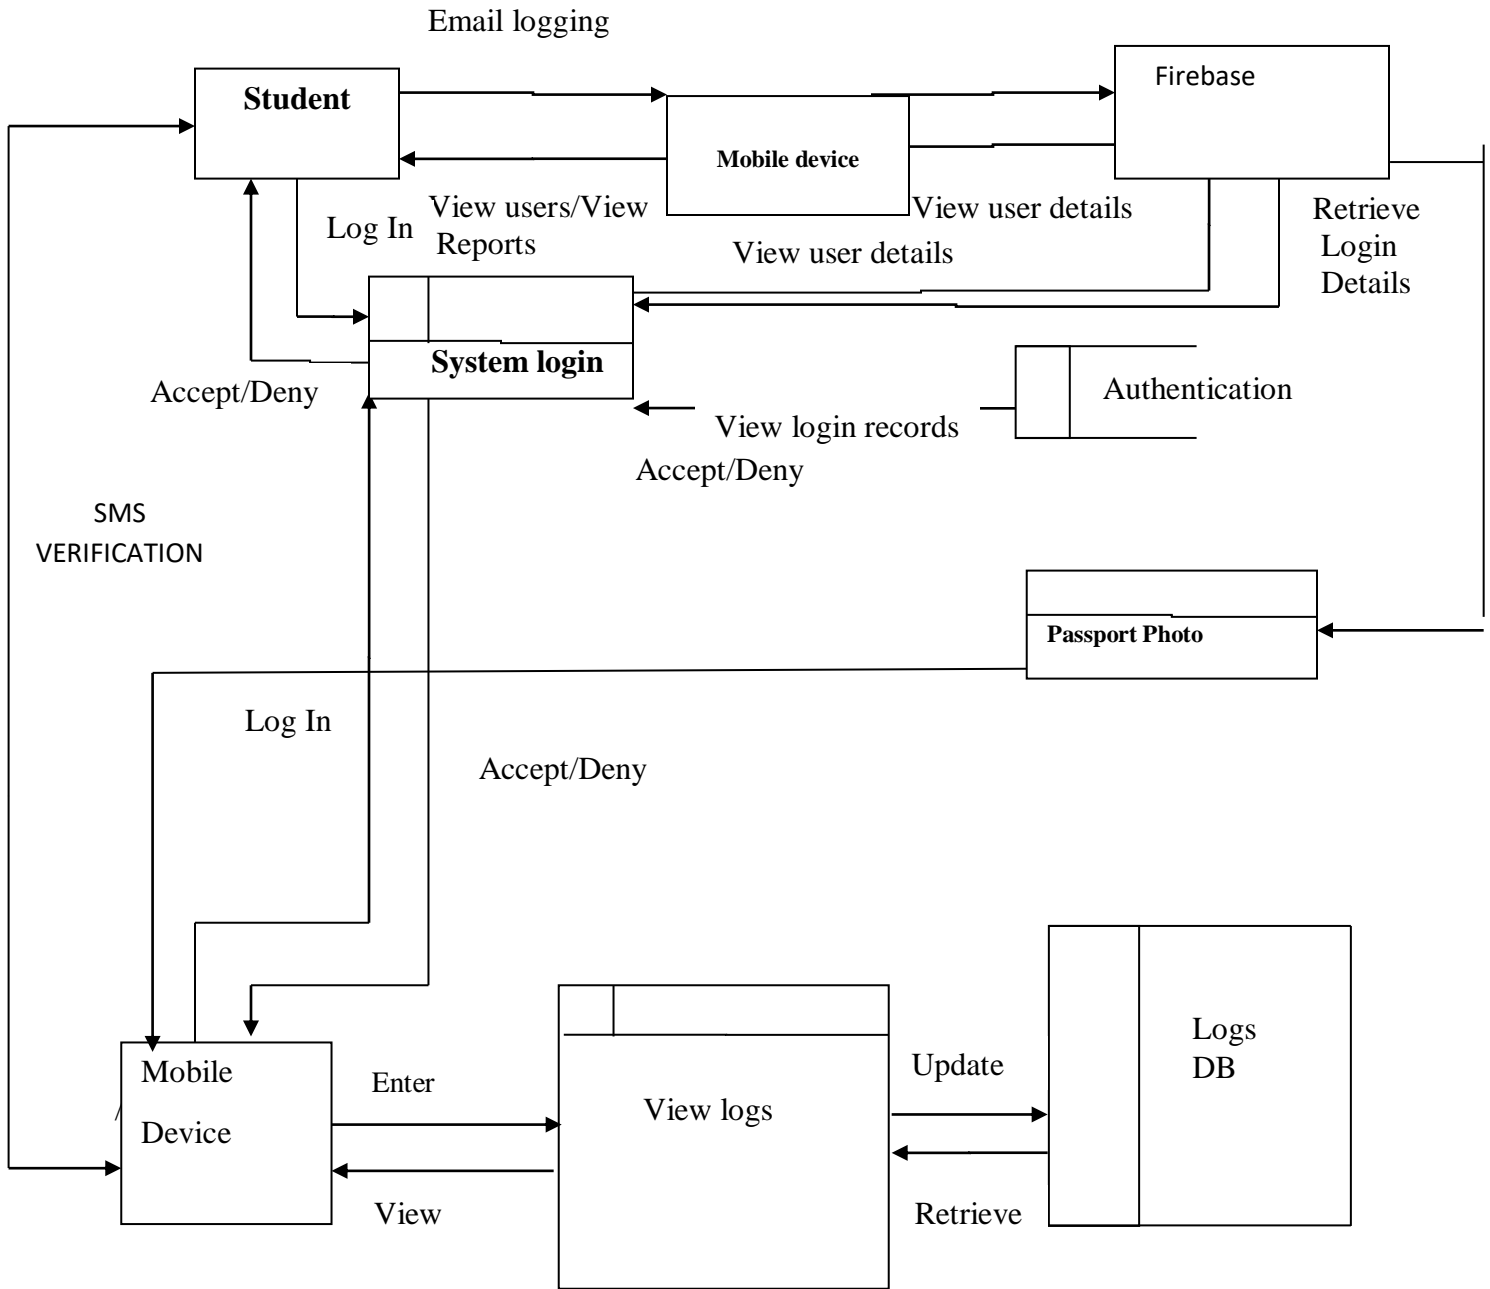 Email logging
Student
Firebase
Mobile device
View users/View
Reports
View user details
Retrieve
Login
Details
Log In
View user details
System login
Accept/Deny
Authentication
View login records
Accept/Deny
SMS
VERIFICATION
Passport Photo
Log In
Accept/Deny
Logs
DB
Mobile
Device
/
Enter
View logs
Update
View
Retrieve